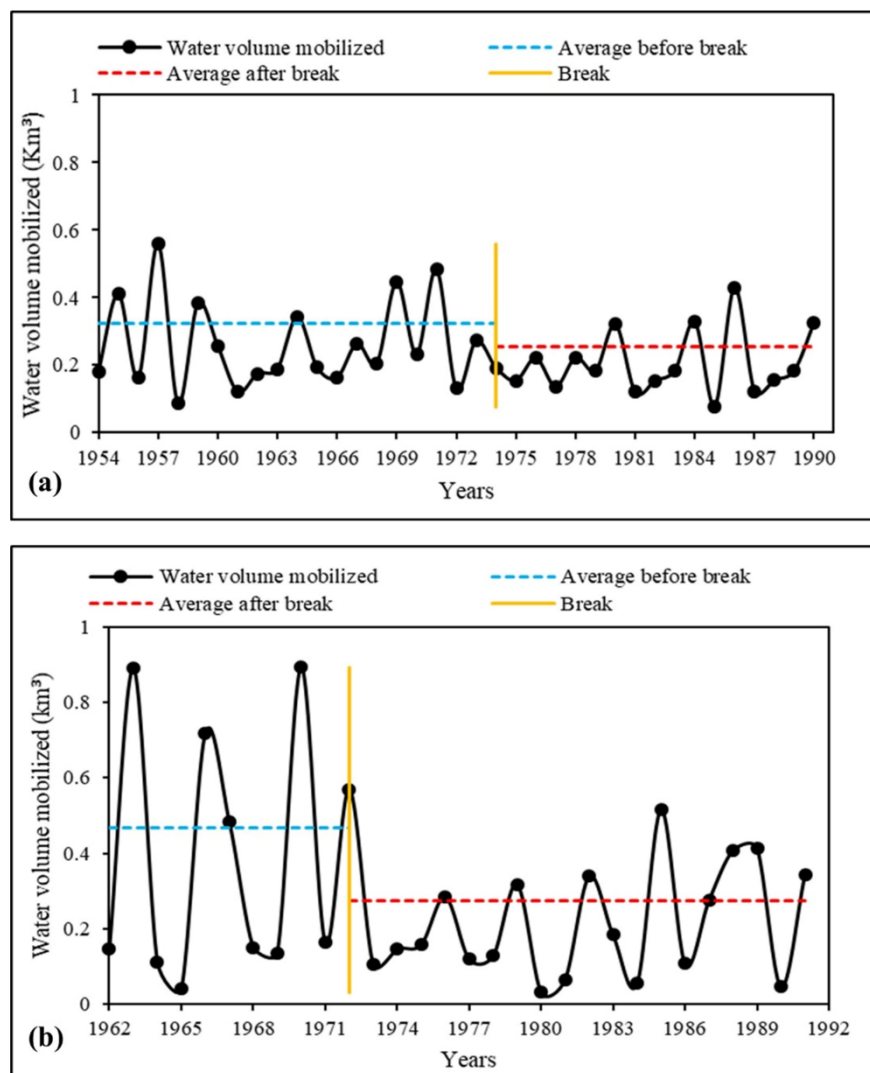 Water volume mobilized Average before break
Average after break Break
1
0.8
0.6
0.4
0.2
0
Water volume mobilized (Km³)
1954 1957 1960 1963 1966 1969 1972 1975 1978 1981 1984 1987 1990
Years
(a)
Water volume mobilized Average before break
Average after break Break
1
0.8
0.6
0.4
0.2
0
Water volume mobilized (km³)
1962 1965 1968 1971 1974 1977 1980 1983 1986 1989 1992
Years
(b)